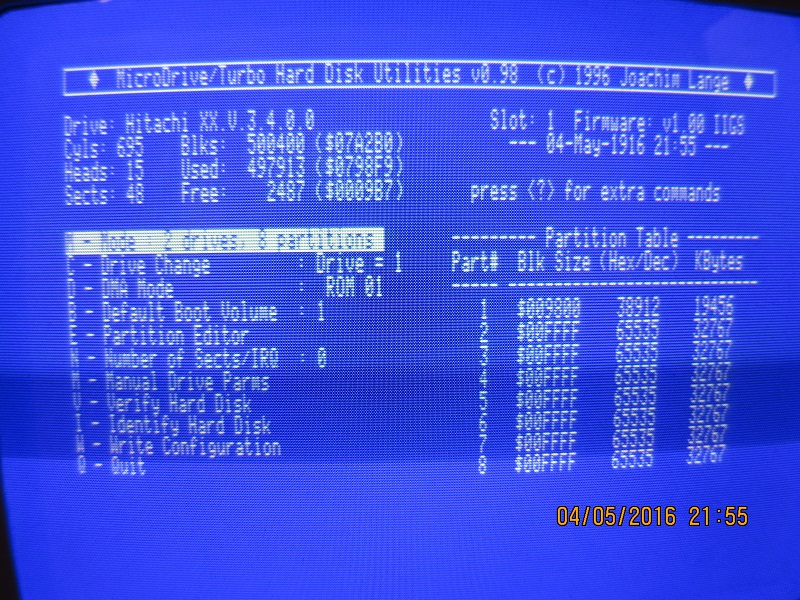 MicroDrive/Turbo Hard Disk Utilities v0.98 (c) 1996 Joachim Lange
Drive: Hitachi XX.V.3.4.0.0 Slot: 1 Firmware: v1.00 IIGS
Cyls: 695 Blks: 500400 ($07A2B0) --- 04-May-1916 21:55 ---
Heads: 15 Used: 497913 ($0798F9)
Sects: 48 Free: 2487 ($0009B7) press <?> for extra commands
- Mode 2 drives, 8 partitions --------- Partition Table ---------
C - Drive Change : Drive = 1 Part# Blk Size (Hex/Dec) KBytes
D - DMA Mode : ROM 01 ----- -----------------------------
B - Default Boot Volume : 1 1 $009800 38912 19456
E - Partition Editor 2 $00FFFF 65535 32767
N - Number of Sects/IRQ : 0 3 $00FFFF 65535 32767
M - Manual Drive Parms 4 $00FFFF 65535 32767
V - Verify Hard Disk 5 $00FFFF 65535 32767
I - Identify Hard Disk 6 $00FFFF 65535 32767
W - Write Configuration 7 $00FFFF 65535 32767
Q - Quit 8 $00FFFF 65535 32767
04/05/2016 21:55